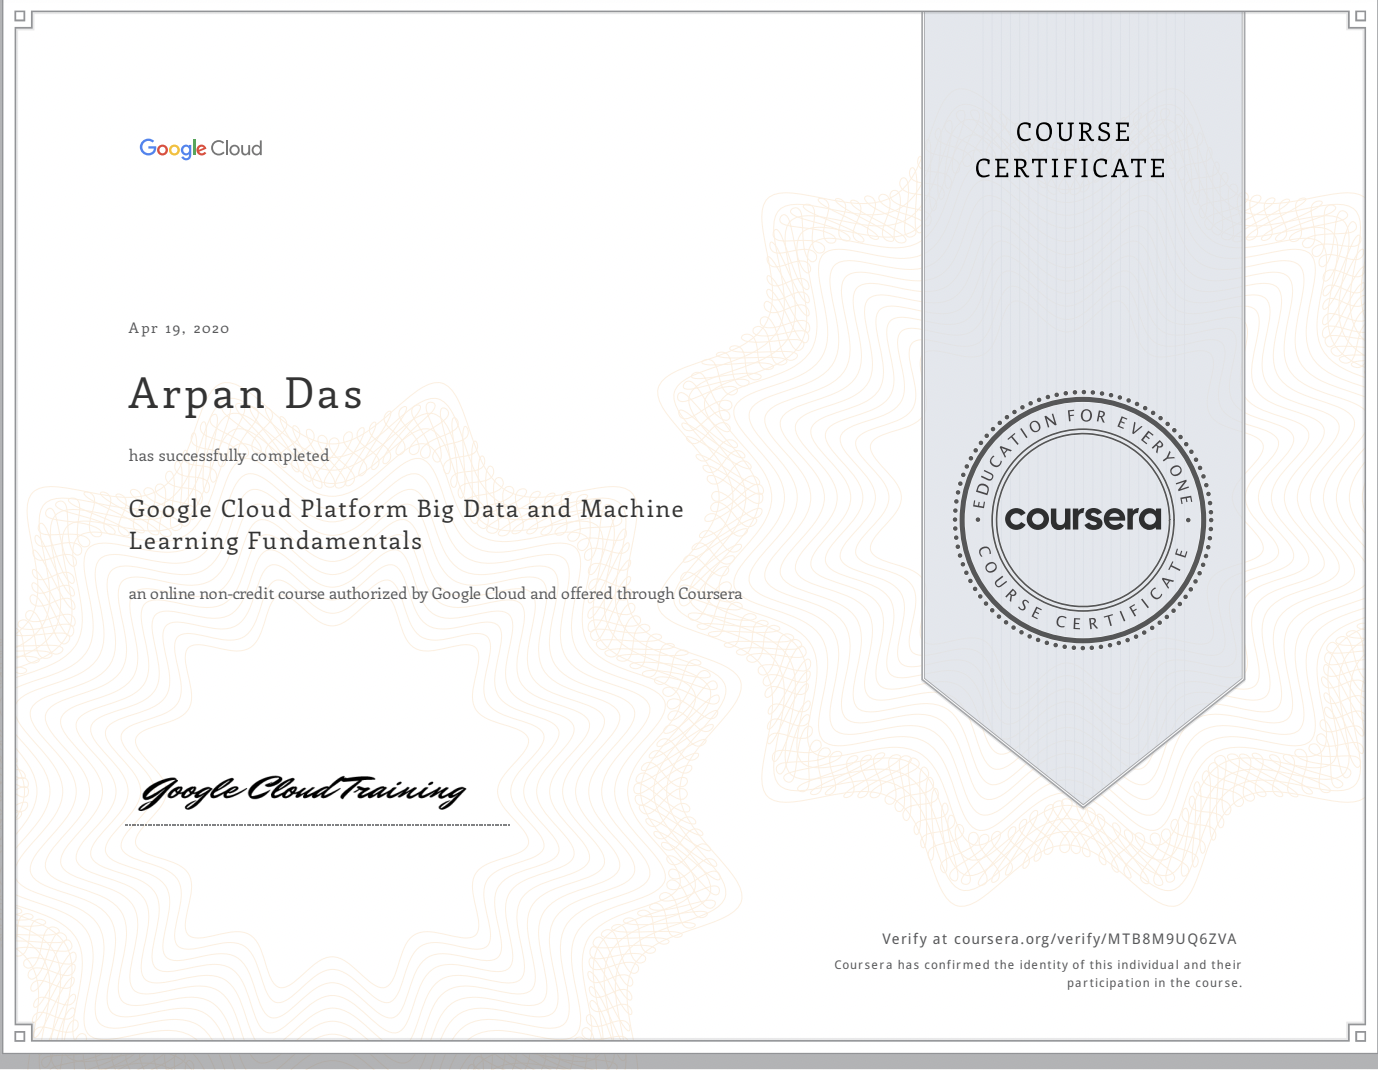 Google Cloud
COURSE
CERTIFICATE
Apr 19, 2020
Arpan Das
has successfully completed
Google Cloud Platform Big Data and Machine
Learning Fundamentals
an online non-credit course authorized by Google Cloud and offered through Coursera
EDUCATION FOR EVERYONE
coursera
COURSE CERTIFICATE
Google Cloud Training
Verify at coursera.org/verify/MTB8M9UQ6ZVA
Coursera has confirmed the identity of this individual and their
participation in the course.